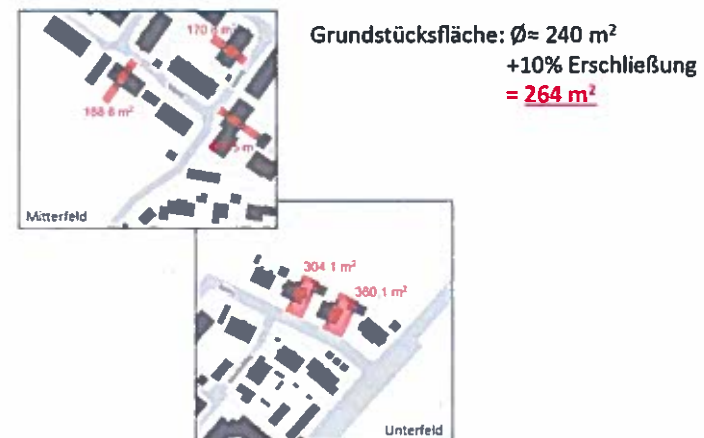 Grundstücksfläche: Ø≈ 240 m²
+10% Erschließung
= 264 m²
Mitterfeld
304.1 m²
360.1 m²
Unterfeld